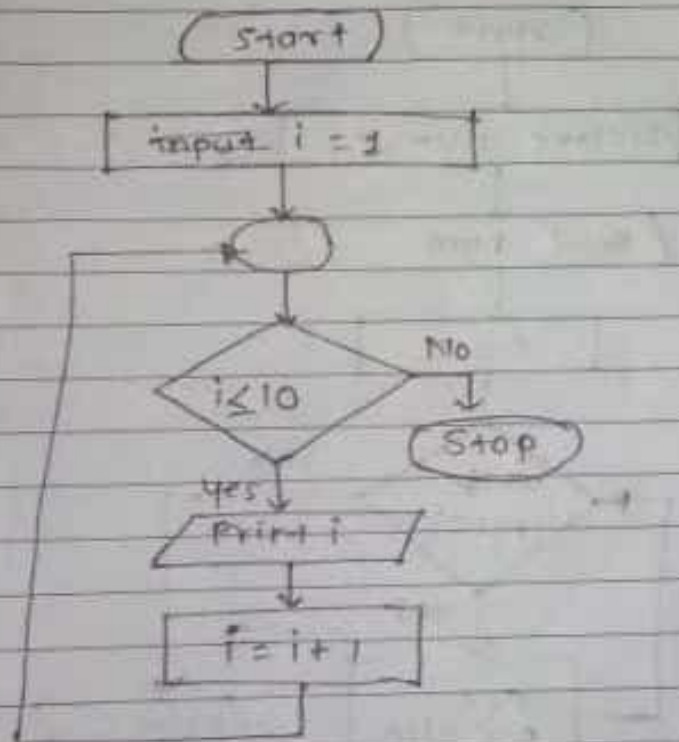 Start
input i = 1
i ≤ 10
No
Stop
yes
Print i
i = i + 1